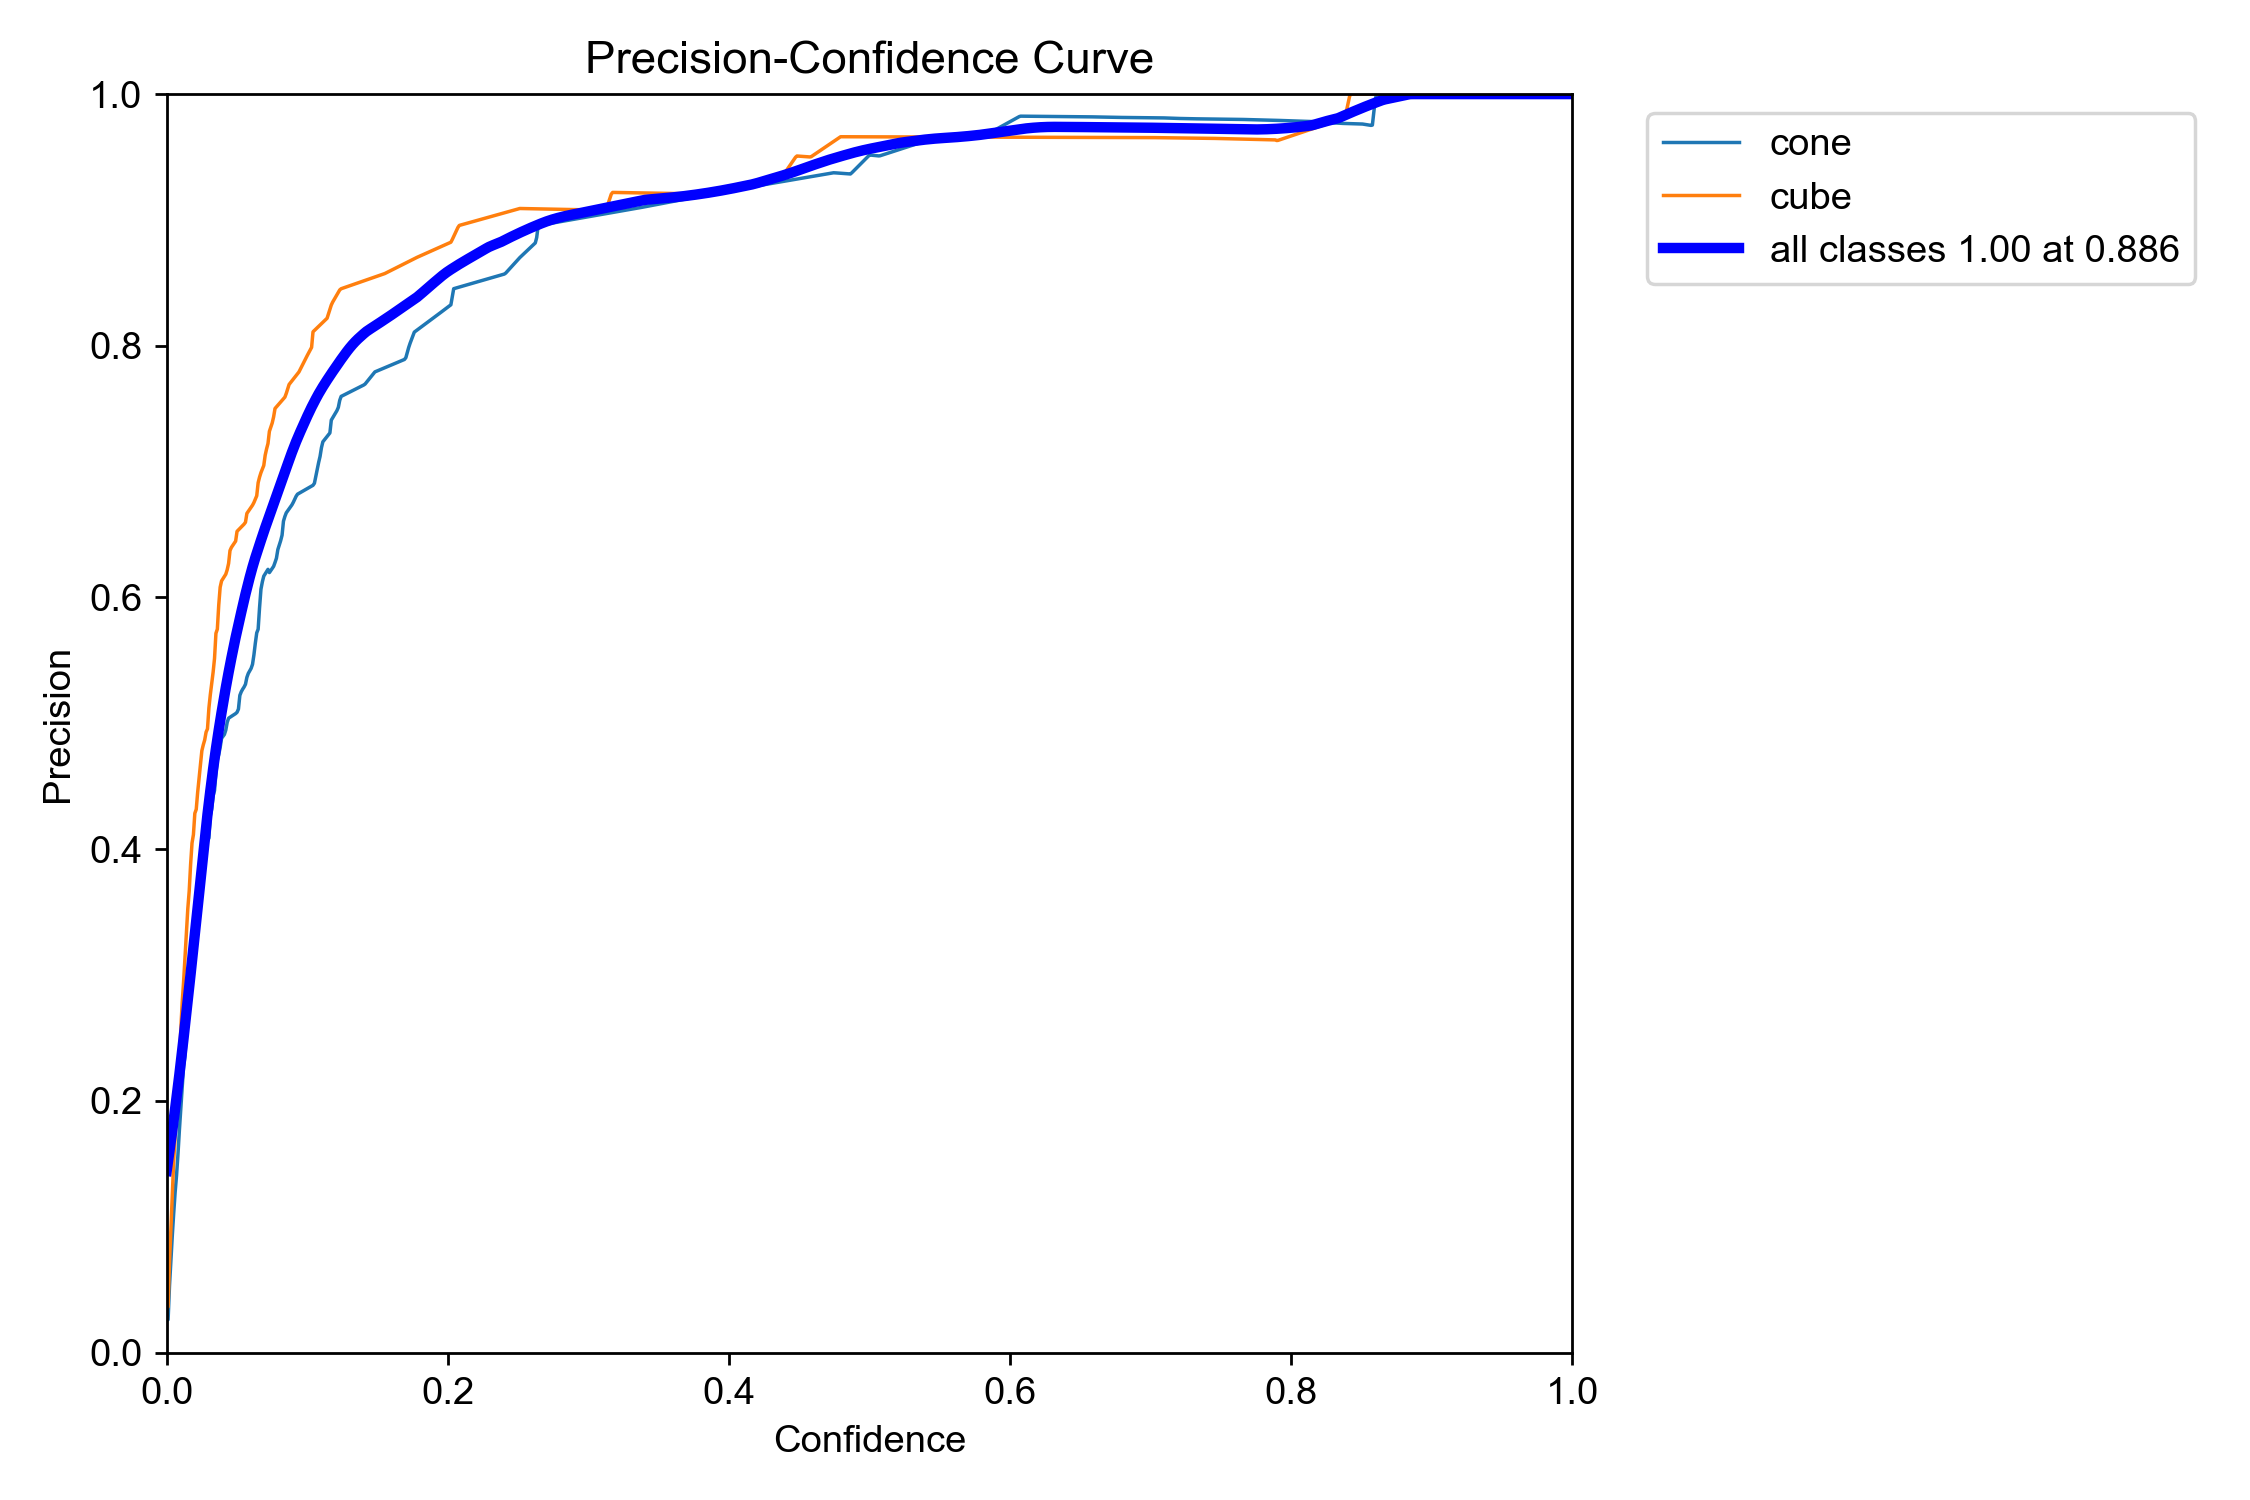 Precision-Confidence Curve
1.0
0.8
0.6
0.4
0.2
0.0
Precision
0.0 0.2 0.4 0.6 0.8 1.0
Confidence
cone
cube
all classes 1.00 at 0.886